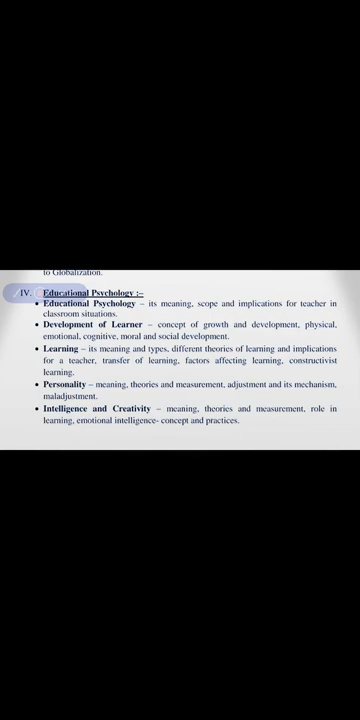 to Globalization.
IV. Educational Psychology :–
• Educational Psychology – its meaning, scope and implications for teacher in
classroom situations.
• Development of Learner – concept of growth and development, physical,
emotional, cognitive, moral and social development.
• Learning – its meaning and types, different theories of learning and implications
for a teacher, transfer of learning, factors affecting learning, constructivist
learning.
• Personality – meaning, theories and measurement, adjustment and its mechanism,
maladjustment.
• Intelligence and Creativity – meaning, theories and measurement, role in
learning, emotional intelligence- concept and practices.